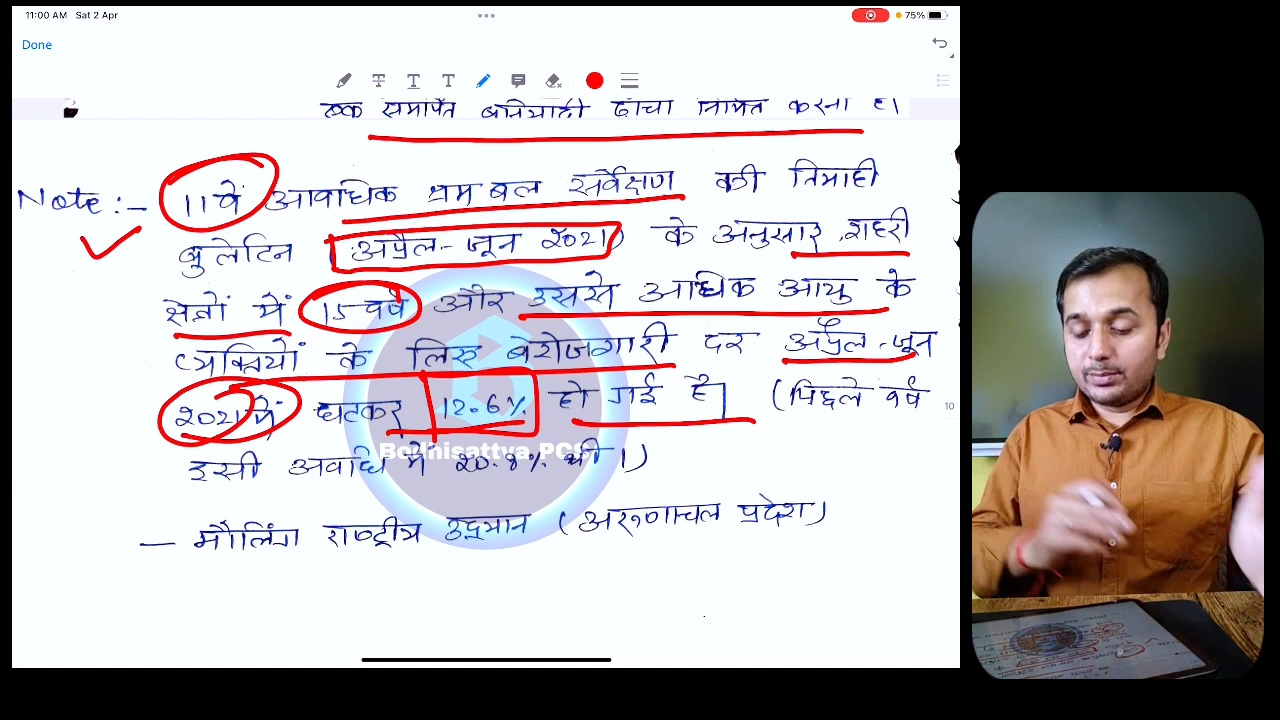 11:00 AM Sat 2 Apr
75%
Done
ढांचा करना है।
Note:- 11वें आवधिक श्रम बल सर्वेक्षण की तिमाही
बुलेटिन (अप्रैल-जून 2021) के अनुसार, शहरी
क्षेत्रों में 15 वर्ष और उससे अधिक आयु के
व्यक्तियों के लिए बेरोजगारी दर अप्रैल-जून
2021 में घटकर 12.6% हो गई है। (पिछले वर्ष
10
Bodhisattva PCS
इसी अवधि में 20.8% थी।)
— मौलिंग राष्ट्रीय उद्यान (अरुणाचल प्रदेश)